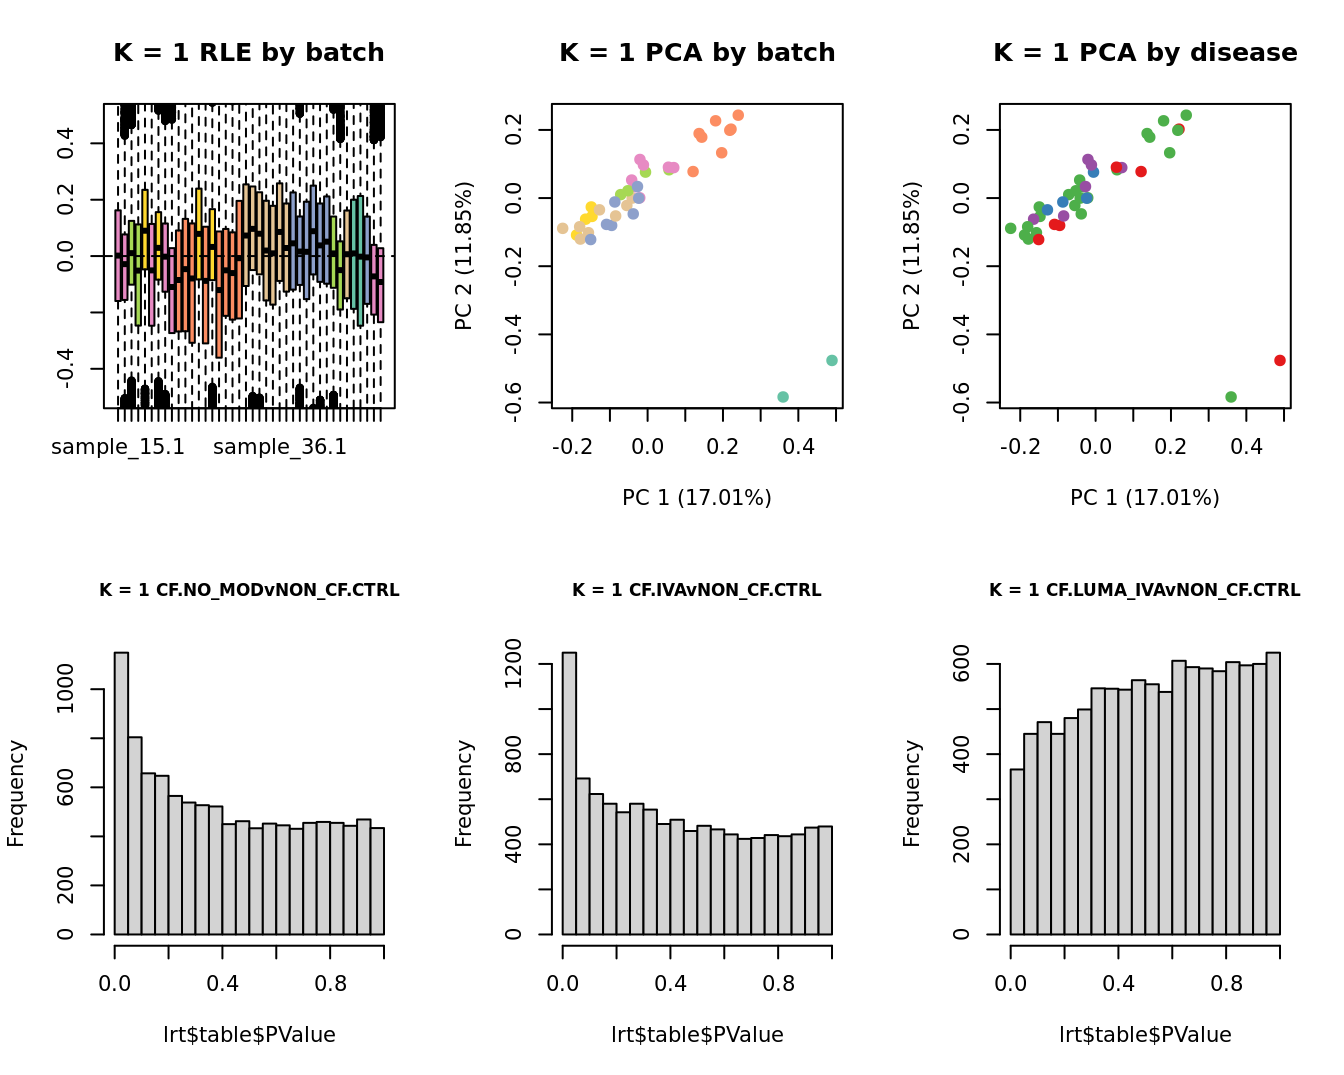 K = 1 RLE by batch
0.4
0.2
0.0
-0.4
sample_15.1 sample_36.1
K = 1 PCA by batch
PC 2 (11.85%)
0.2
0.0
-0.2
-0.4
-0.6
-0.2 0.0 0.2 0.4
PC 1 (17.01%)
K = 1 PCA by disease
PC 2 (11.85%)
0.2
0.0
-0.2
-0.4
-0.6
-0.2 0.0 0.2 0.4
PC 1 (17.01%)
K = 1 CF.NO_MODvNON_CF.CTRL
Frequency
1000
600
200
0
0.0 0.4 0.8
lrt$table$PValue
K = 1 CF.IVAvNON_CF.CTRL
Frequency
1200
800
400
0
0.0 0.4 0.8
lrt$table$PValue
K = 1 CF.LUMA_IVAvNON_CF.CTRL
Frequency
600
400
200
0
0.0 0.4 0.8
lrt$table$PValue